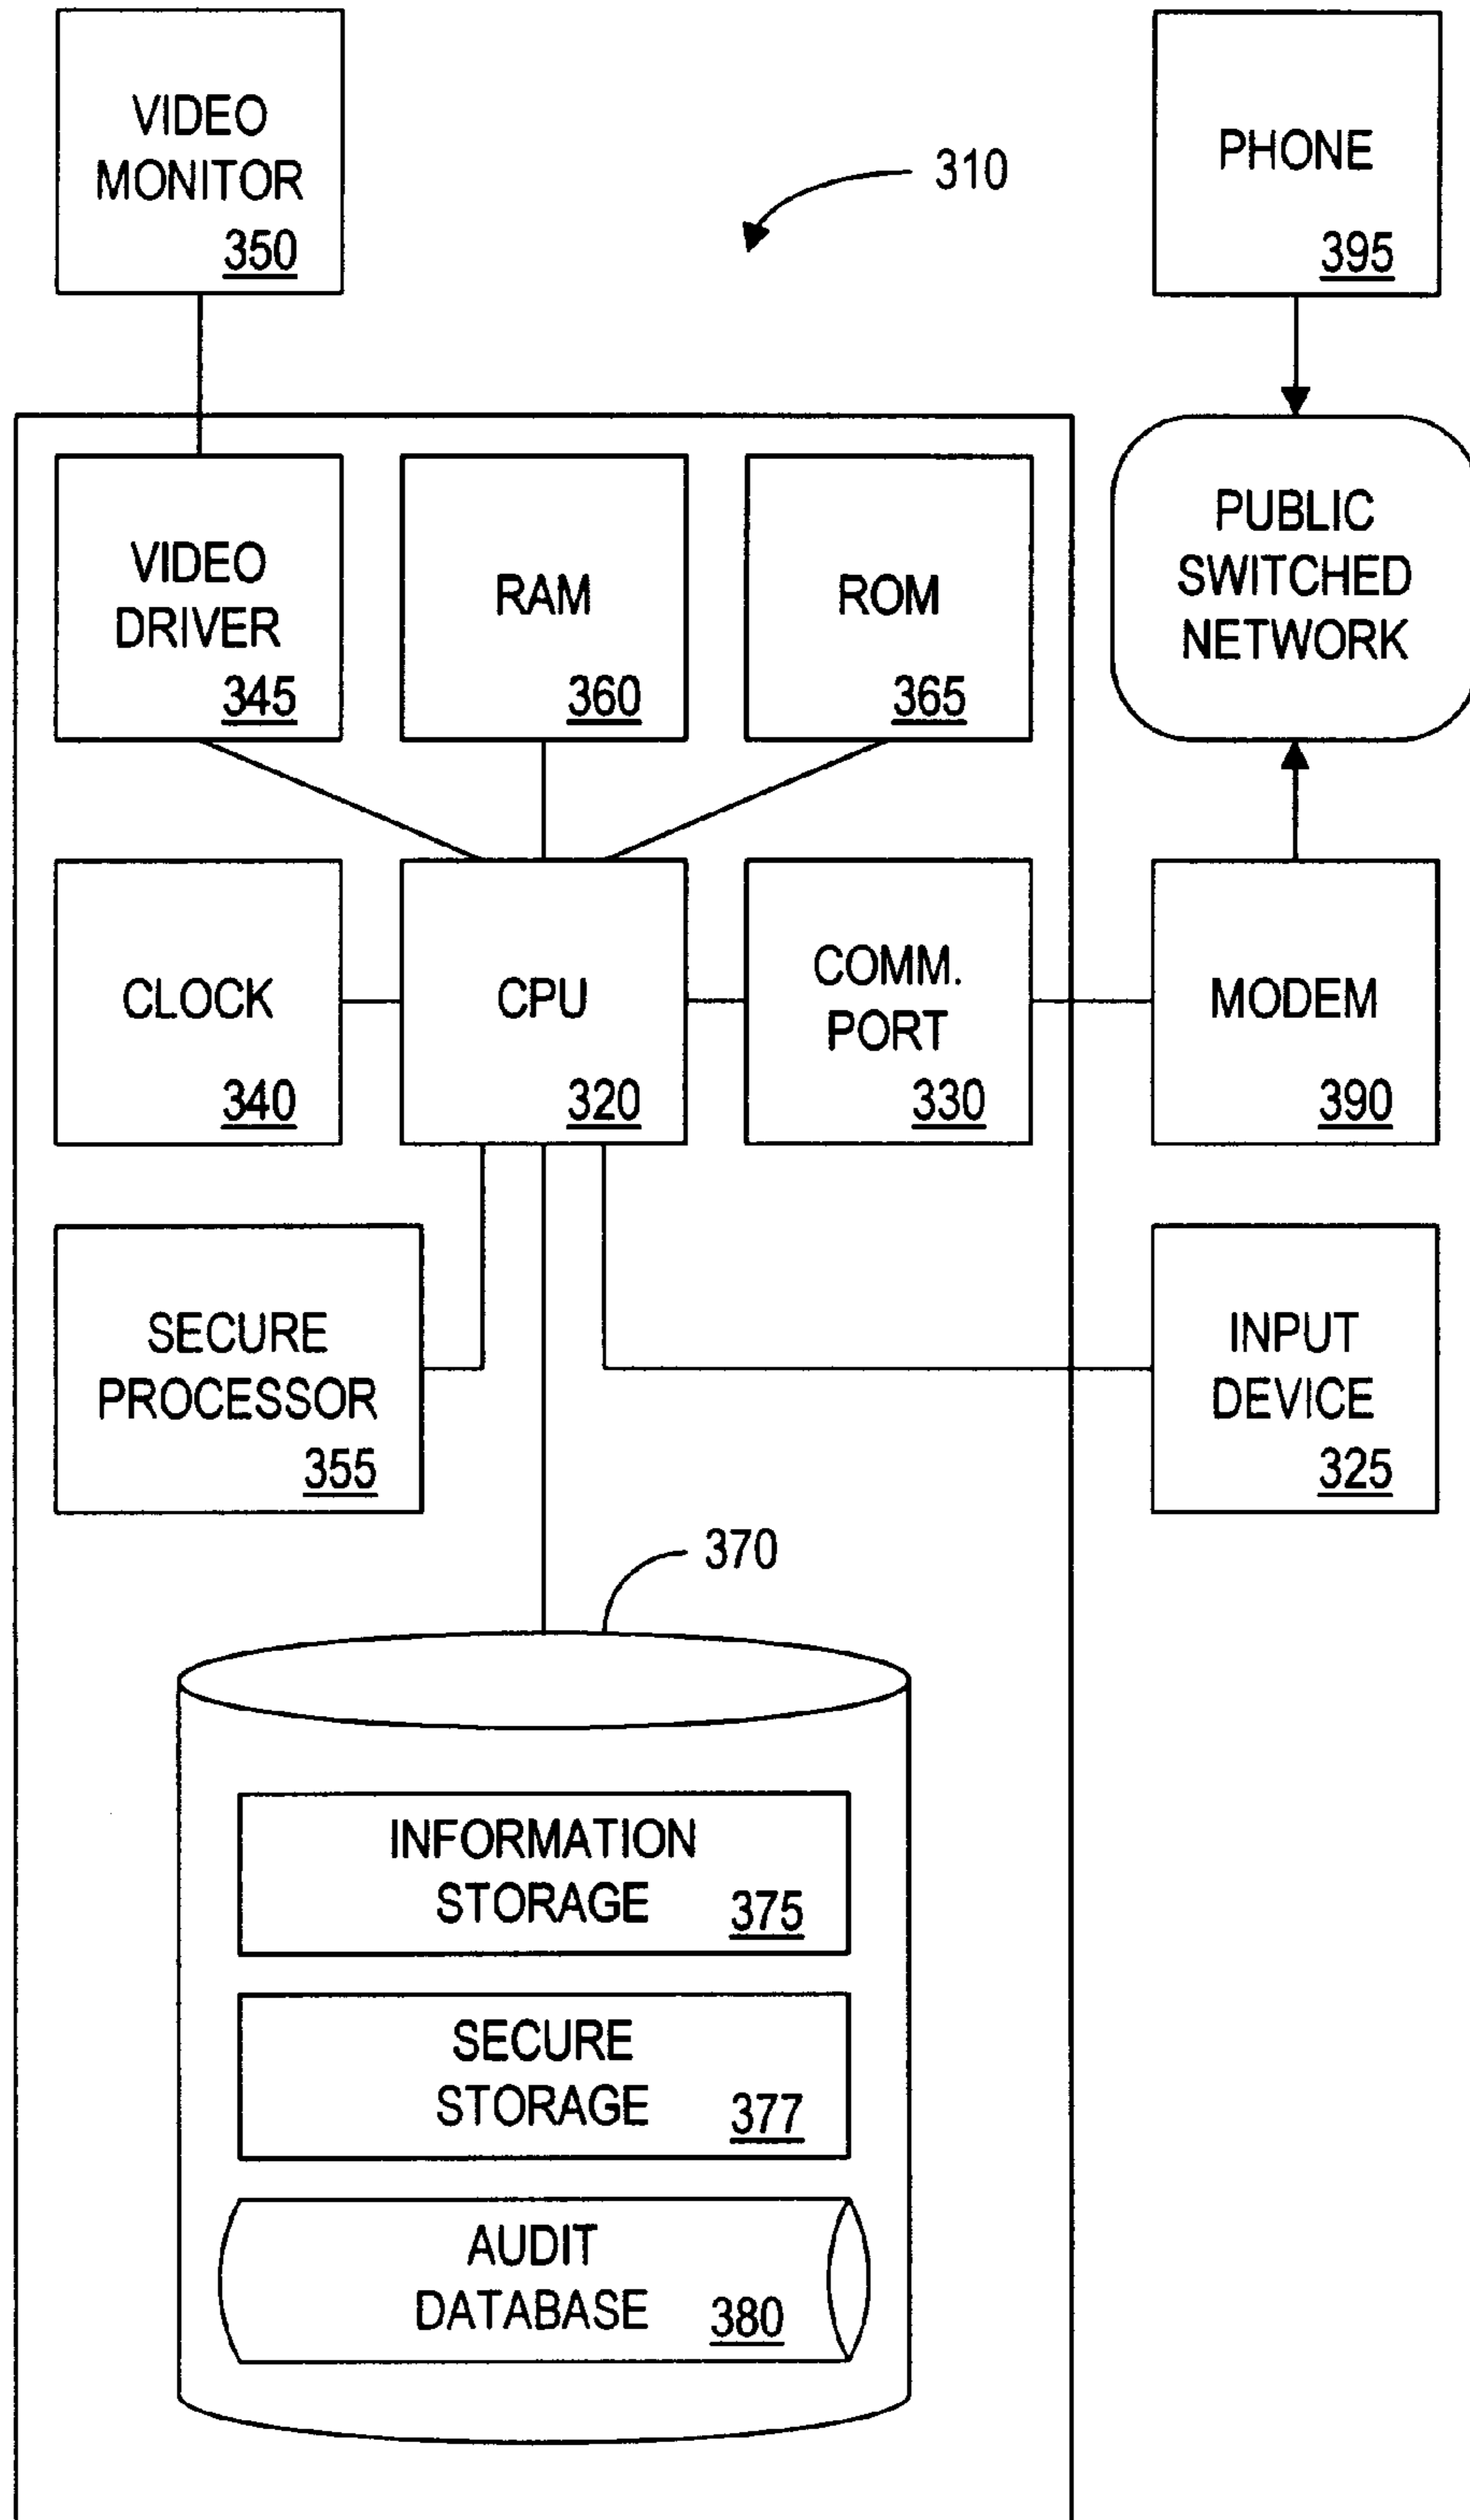 VIDEO
MONITOR
350
310
PHONE
395
VIDEO
DRIVER
345
RAM
360
ROM
365
PUBLIC
SWITCHED
NETWORK
CLOCK
340
CPU
320
COMM.
PORT
330
MODEM
390
SECURE
PROCESSOR
355
INPUT
DEVICE
325
370
INFORMATION
STORAGE 375
SECURE
STORAGE 377
AUDIT
DATABASE 380